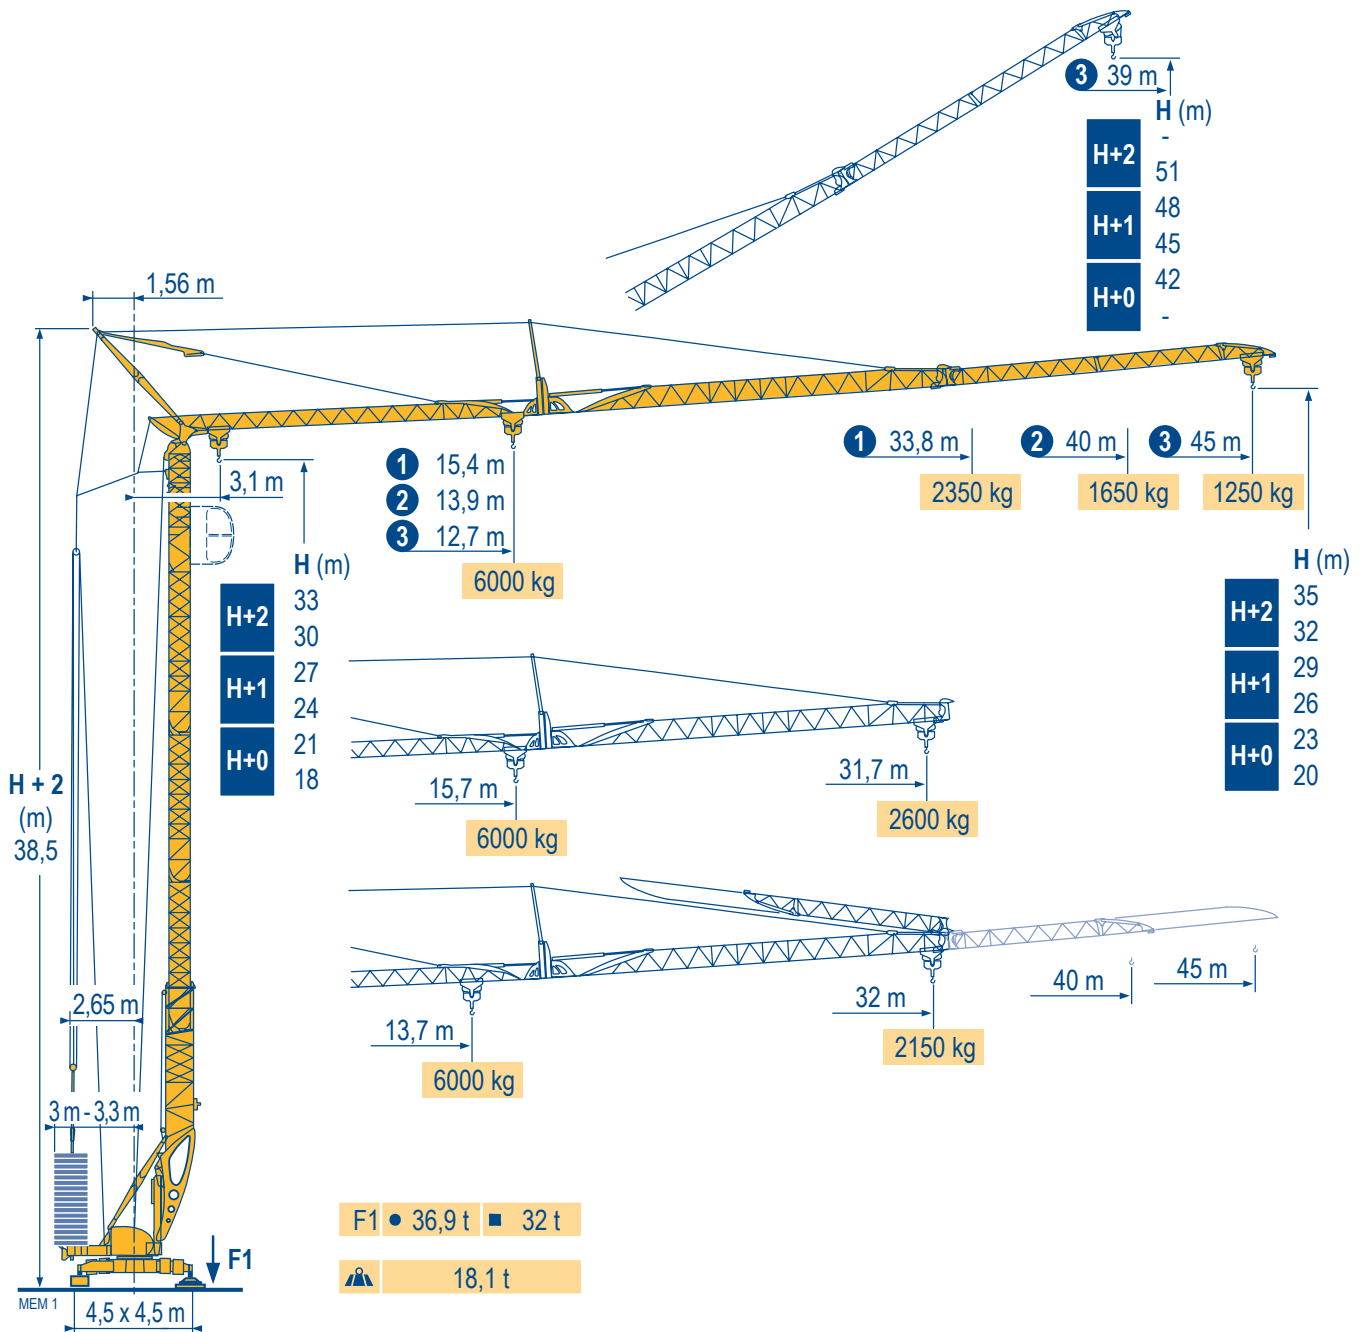 3 39 m
H (m)
H+2 -
51
H+1 48
45
H+0 42
-
1,56 m
1 33,8 m
2 40 m
3 45 m
2350 kg
1650 kg
1250 kg
3,1 m
1 15,4 m
2 13,9 m
3 12,7 m
6000 kg
H (m)
H+2 33
30
H+1 27
24
H+0 21
18
H (m)
H+2 35
32
H+1 29
26
H+0 23
20
H + 2
(m)
38,5
15,7 m
6000 kg
31,7 m
2600 kg
13,7 m
6000 kg
32 m
2150 kg
40 m
45 m
2,65 m
3 m - 3,3 m
F1
F1 ● 36,9 t ■ 32 t
18,1 t
MEM 1
4,5 x 4,5 m